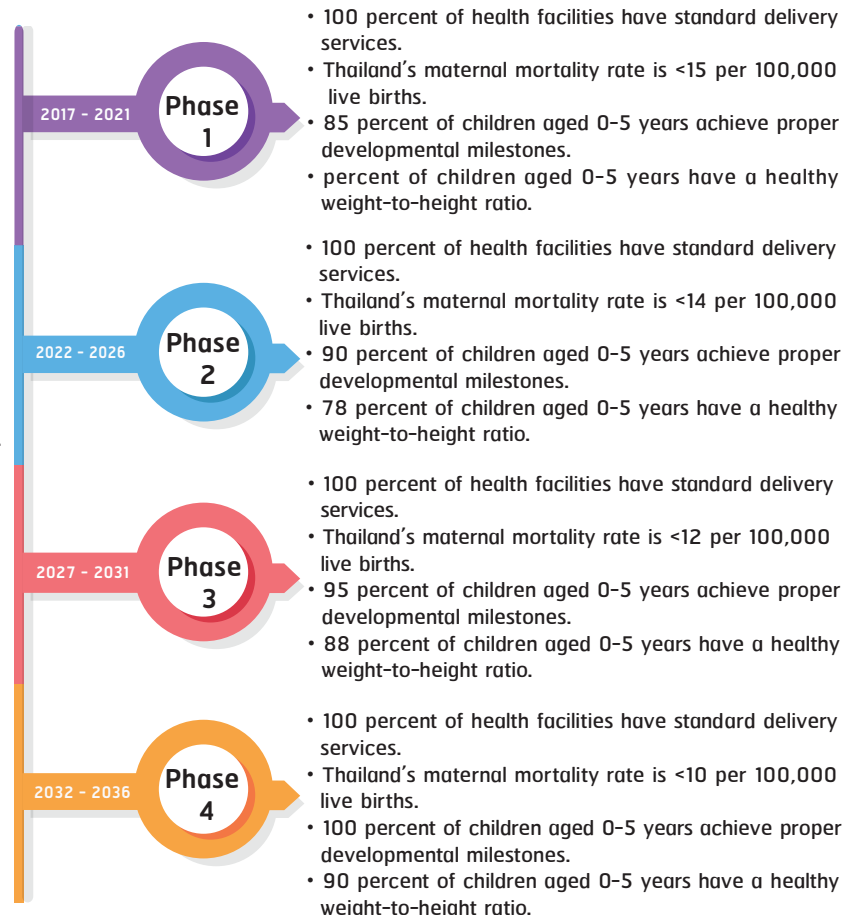 2017 - 2021
Phase
1
• 100 percent of health facilities have standard delivery
services.
• Thailand's maternal mortality rate is <15 per 100,000
live births.
• 85 percent of children aged 0-5 years achieve proper
developmental milestones.
• percent of children aged 0-5 years have a healthy
weight-to-height ratio.
2022 - 2026
Phase
2
• 100 percent of health facilities have standard delivery
services.
• Thailand's maternal mortality rate is <14 per 100,000
live births.
• 90 percent of children aged 0-5 years achieve proper
developmental milestones.
• 78 percent of children aged 0-5 years have a healthy
weight-to-height ratio.
2027 - 2031
Phase
3
• 100 percent of health facilities have standard delivery
services.
• Thailand's maternal mortality rate is <12 per 100,000
live births.
• 95 percent of children aged 0-5 years achieve proper
developmental milestones.
• 88 percent of children aged 0-5 years have a healthy
weight-to-height ratio.
2032 - 2036
Phase
4
• 100 percent of health facilities have standard delivery
services.
• Thailand's maternal mortality rate is <10 per 100,000
live births.
• 100 percent of children aged 0-5 years achieve proper
developmental milestones.
• 90 percent of children aged 0-5 years have a healthy
weight-to-height ratio.